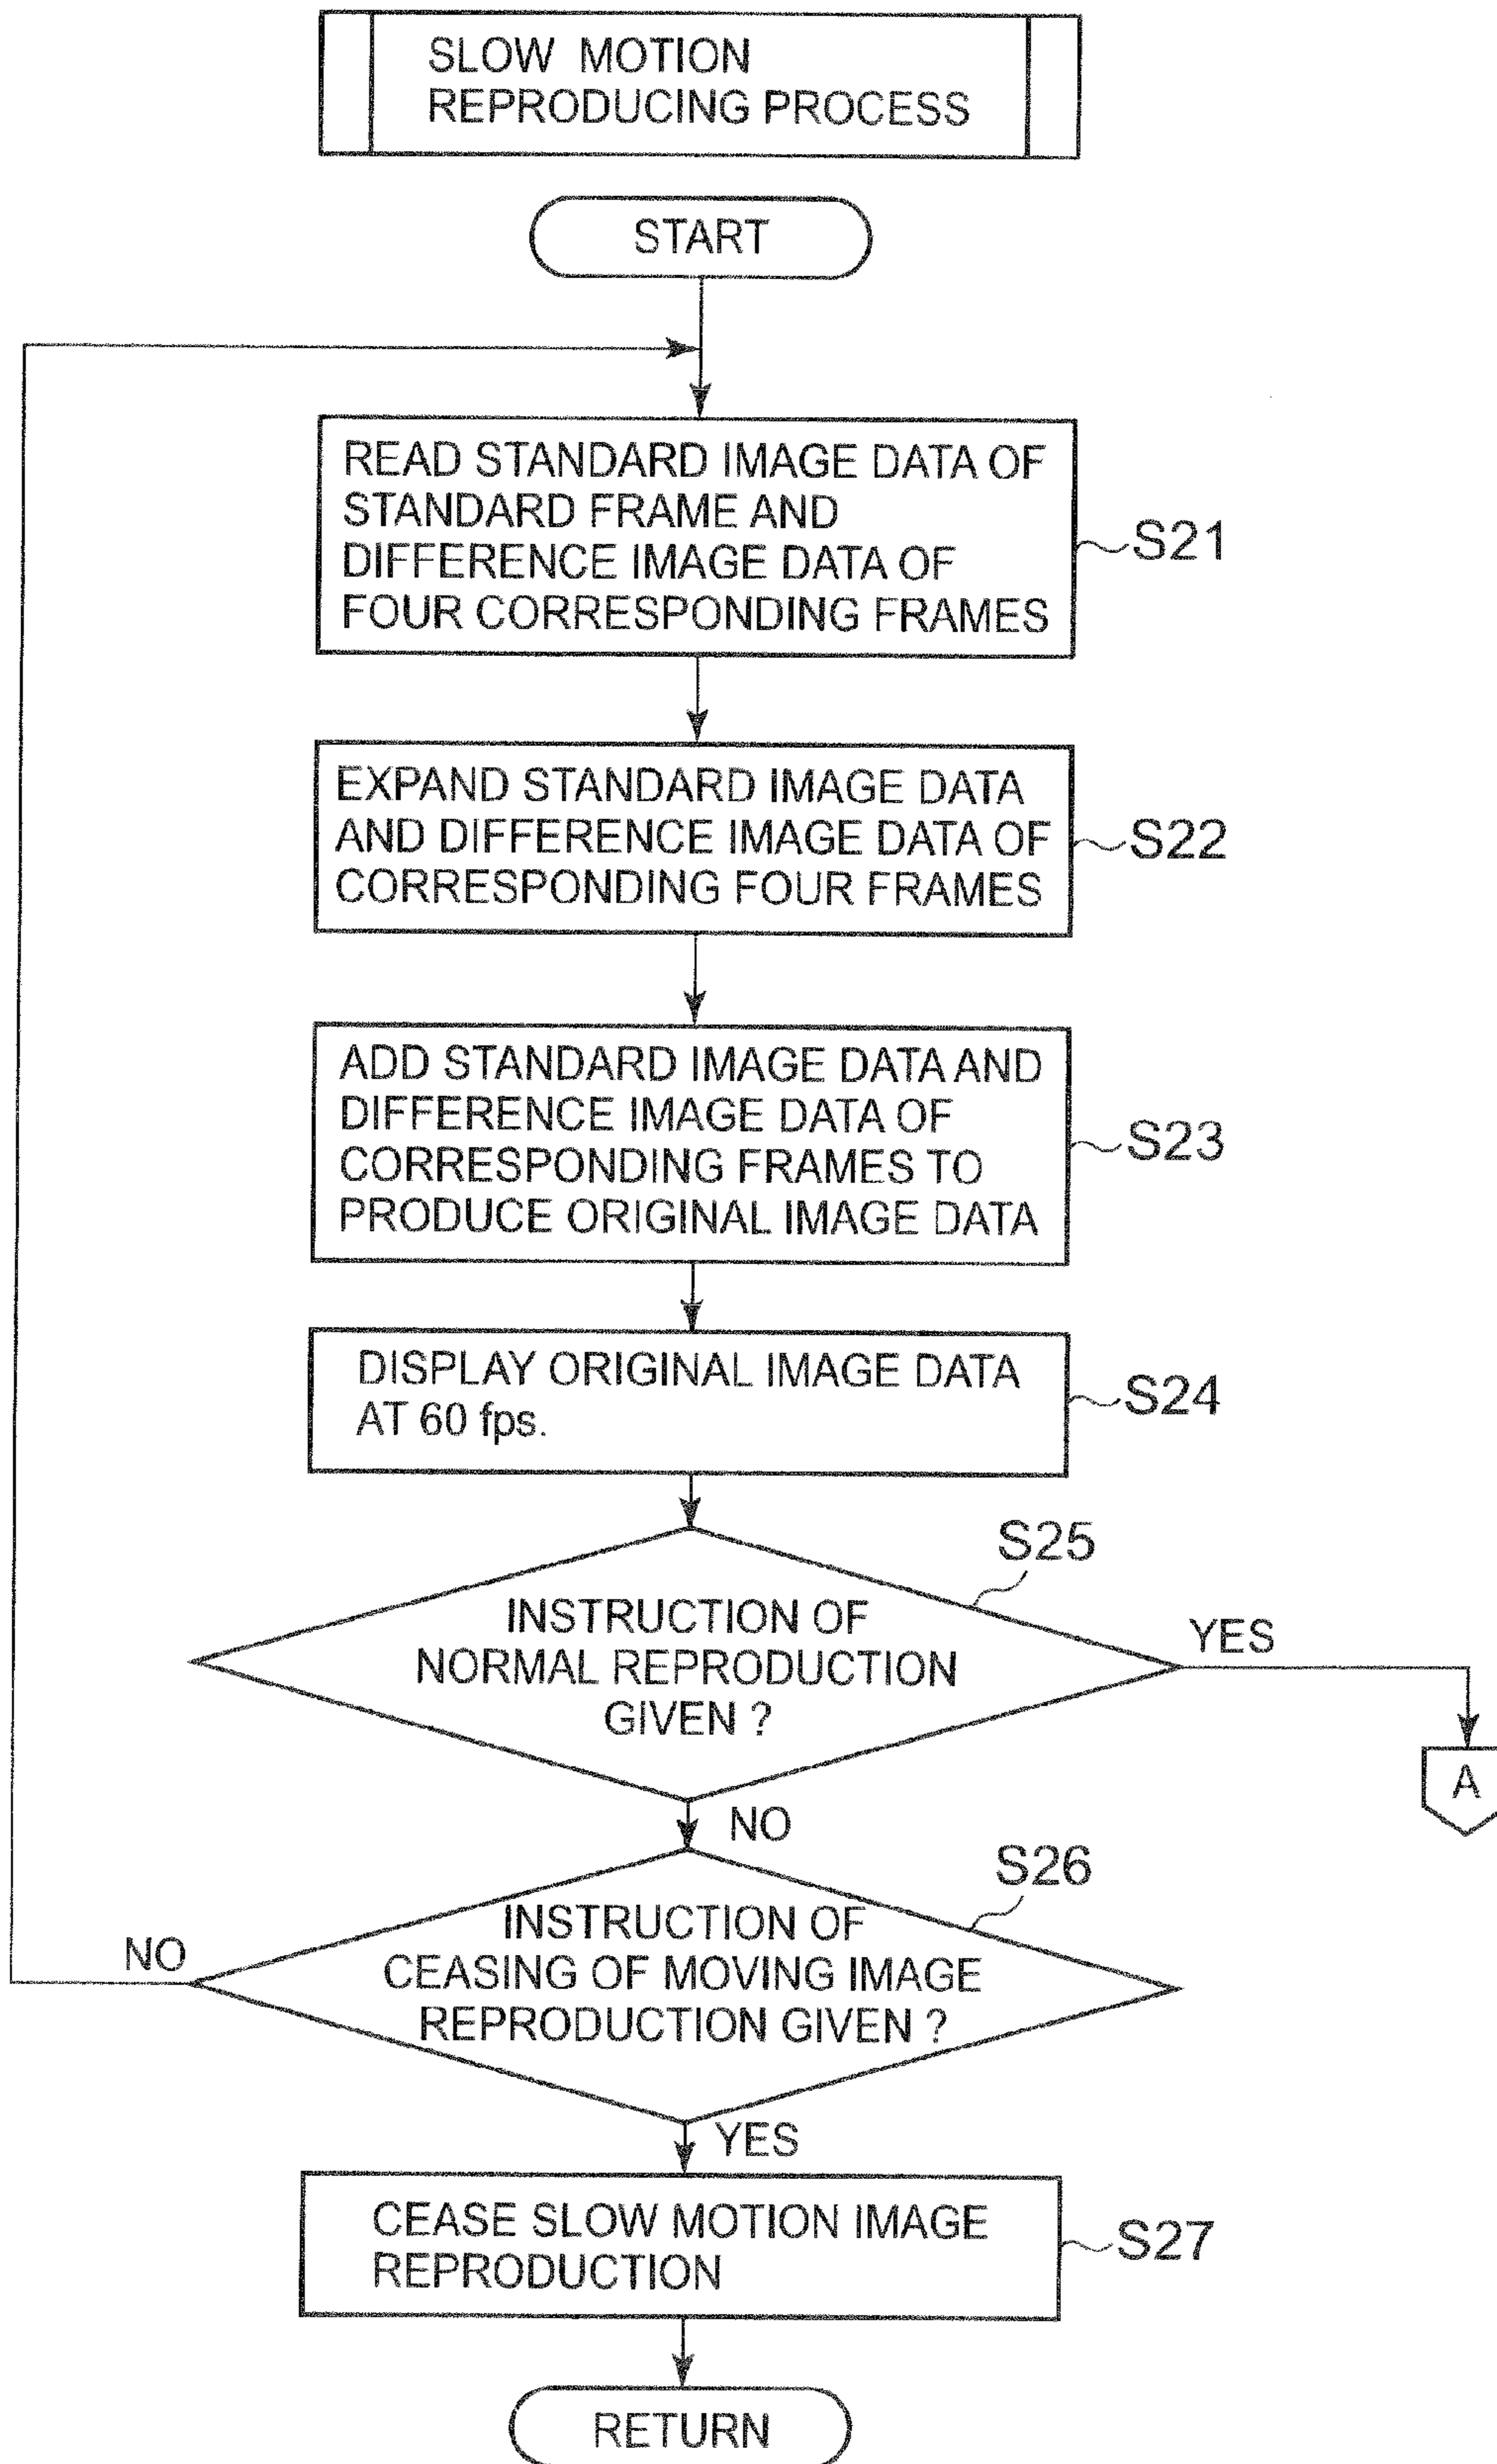 SLOW MOTION
REPRODUCING PROCESS
START
READ STANDARD IMAGE DATA OF
STANDARD FRAME AND
DIFFERENCE IMAGE DATA OF
FOUR CORRESPONDING FRAMES
S21
EXPAND STANDARD IMAGE DATA
AND DIFFERENCE IMAGE DATA OF
CORRESPONDING FOUR FRAMES
S22
ADD STANDARD IMAGE DATA AND
DIFFERENCE IMAGE DATA OF
CORRESPONDING FRAMES TO
PRODUCE ORIGINAL IMAGE DATA
S23
DISPLAY ORIGINAL IMAGE DATA
AT 60 fps.
S24
S25
INSTRUCTION OF
NORMAL REPRODUCTION
GIVEN ?
YES
A
NO
S26
INSTRUCTION OF
CEASING OF MOVING IMAGE
REPRODUCTION GIVEN ?
NO
YES
CEASE SLOW MOTION IMAGE
REPRODUCTION
S27
RETURN